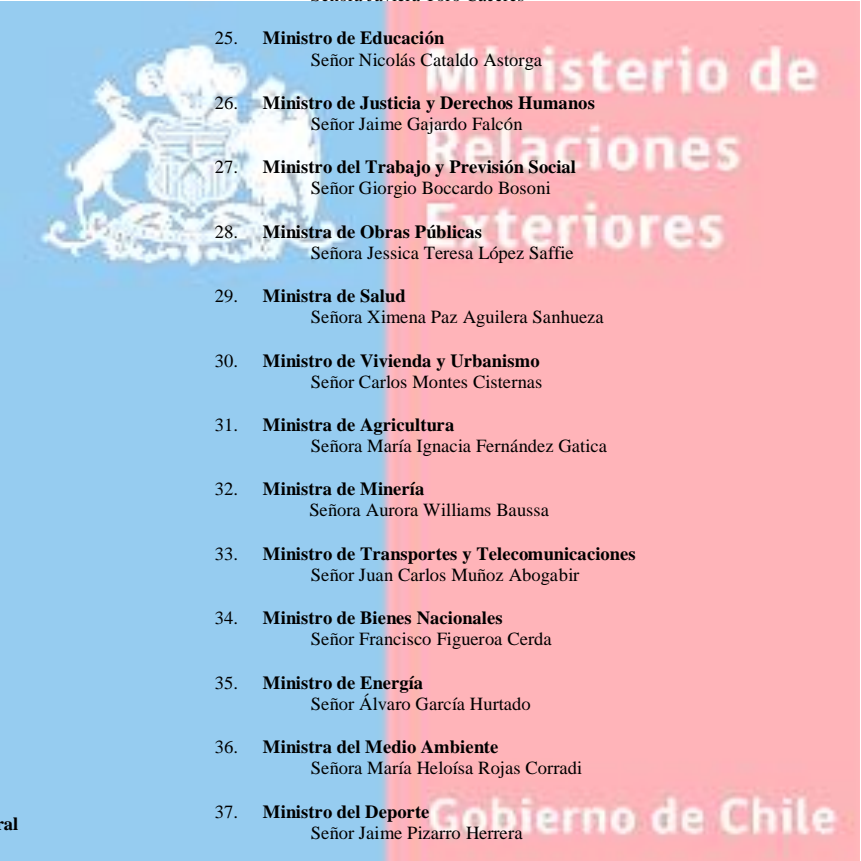 25. Ministro de Educación
Señor Nicolás Cataldo Astorga
26. Ministro de Justicia y Derechos Humanos
Señor Jaime Gajardo Falcón
27. Ministro del Trabajo y Previsión Social
Señor Giorgio Boccardo Bosoni
28. Ministra de Obras Públicas
Señora Jessica Teresa López Saffie
29. Ministra de Salud
Señora Ximena Paz Aguilera Sanhueza
30. Ministro de Vivienda y Urbanismo
Señor Carlos Montes Cisternas
31. Ministra de Agricultura
Señora María Ignacia Fernández Gatica
32. Ministra de Minería
Señora Aurora Williams Baussa
33. Ministro de Transportes y Telecomunicaciones
Señor Juan Carlos Muñoz Abogabir
34. Ministro de Bienes Nacionales
Señor Francisco Figueroa Cerda
35. Ministro de Energía
Señor Álvaro García Hurtado
36. Ministra del Medio Ambiente
Señora María Heloísa Rojas Corradi
37. Ministro del Deporte
Señor Jaime Pizarro Herrera
ral
Ministerio de
Relaciones
Exteriores
Gobierno de Chile